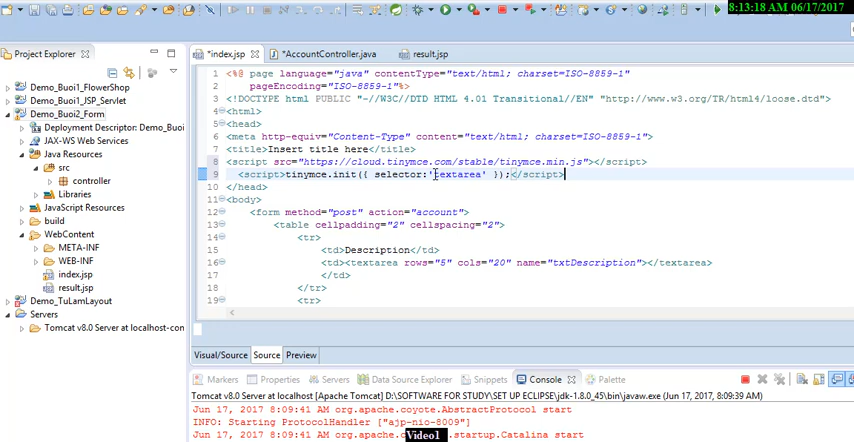 8:13:18 AM 06/17/2017
Project Explorer
Demo_Buoi1_FlowerShop
Demo_Buoi1_JSP_Servlet
Demo_Buoi2_Form
Deployment Descriptor: Demo_Buoi
JAX-WS Web Services
Java Resources
src
controller
Libraries
JavaScript Resources
build
WebContent
META-INF
WEB-INF
index.jsp
result.jsp
Demo_TuLamLayout
Servers
Tomcat v8.0 Server at localhost-con
*index.jsp
*AccountController.java
result.jsp
1 <%@ page language="java" contentType="text/html; charset=ISO-8859-1"
2 pageEncoding="ISO-8859-1"%>
3 <!DOCTYPE html PUBLIC "-//W3C//DTD HTML 4.01 Transitional//EN" "http://www.w3.org/TR/html4/loose.dtd">
4 <html>
5 <head>
6 <meta http-equiv="Content-Type" content="text/html; charset=ISO-8859-1">
7 <title>Insert title here</title>
8 <script src="https://cloud.tinymce.com/stable/tinymce.min.js"></script>
9 <script>tinymce.init({ selector:'textarea' });</script>
10 </head>
11 <body>
12 <form method="post" action="account">
13 <table cellpadding="2" cellspacing="2">
14 <tr>
15 <td>Description</td>
16 <td><textarea rows="5" cols="20" name="txtDescription"></textarea>
17 </td>
18 </tr>
19 <tr>
Visual/Source Source Preview
Markers Properties Servers Data Source Explorer Snippets Console Palette
Tomcat v8.0 Server at localhost [Apache Tomcat] D:\SOFTWARE FOR STUDY\SET UP ECLIPSE\jdk-1.8.0_45\bin\javaw.exe (Jun 17, 2017, 8:09:39 AM)
Jun 17, 2017 8:09:41 AM org.apache.coyote.AbstractProtocol start
INFO: Starting ProtocolHandler ["ajp-nio-8009"]
Jun 17, 2017 8:09:41 AM org.apache.c .startup.Catalina start
Video1